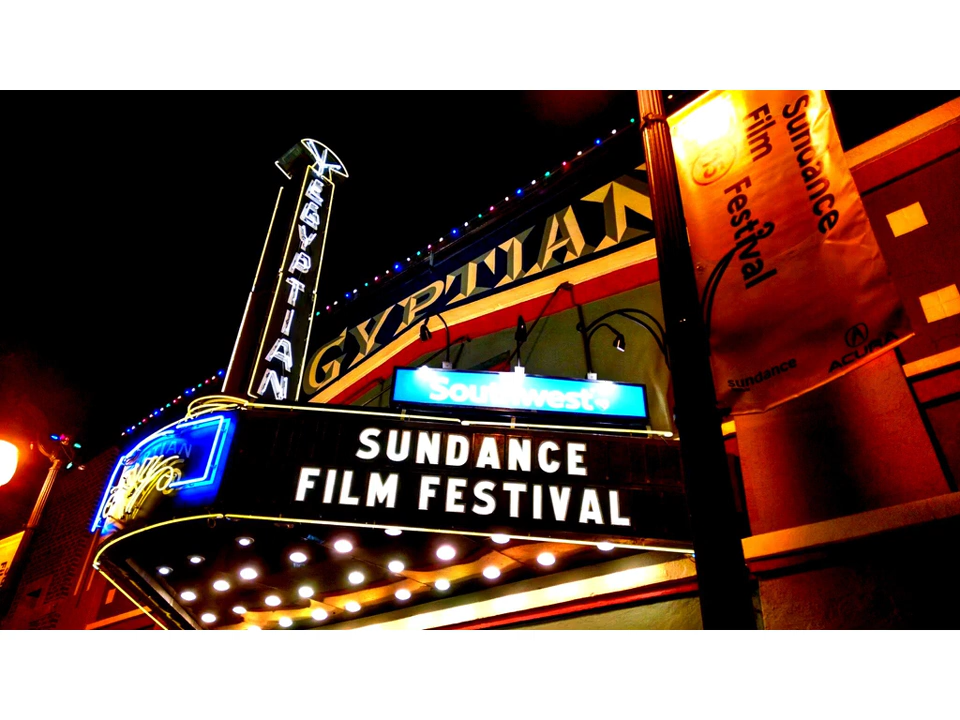 EGYPTIAN
GYPTIAN
Southwest
SUNDANCE
FILM FESTIVAL
Sundance
Film
Festival
sundance
ACURA